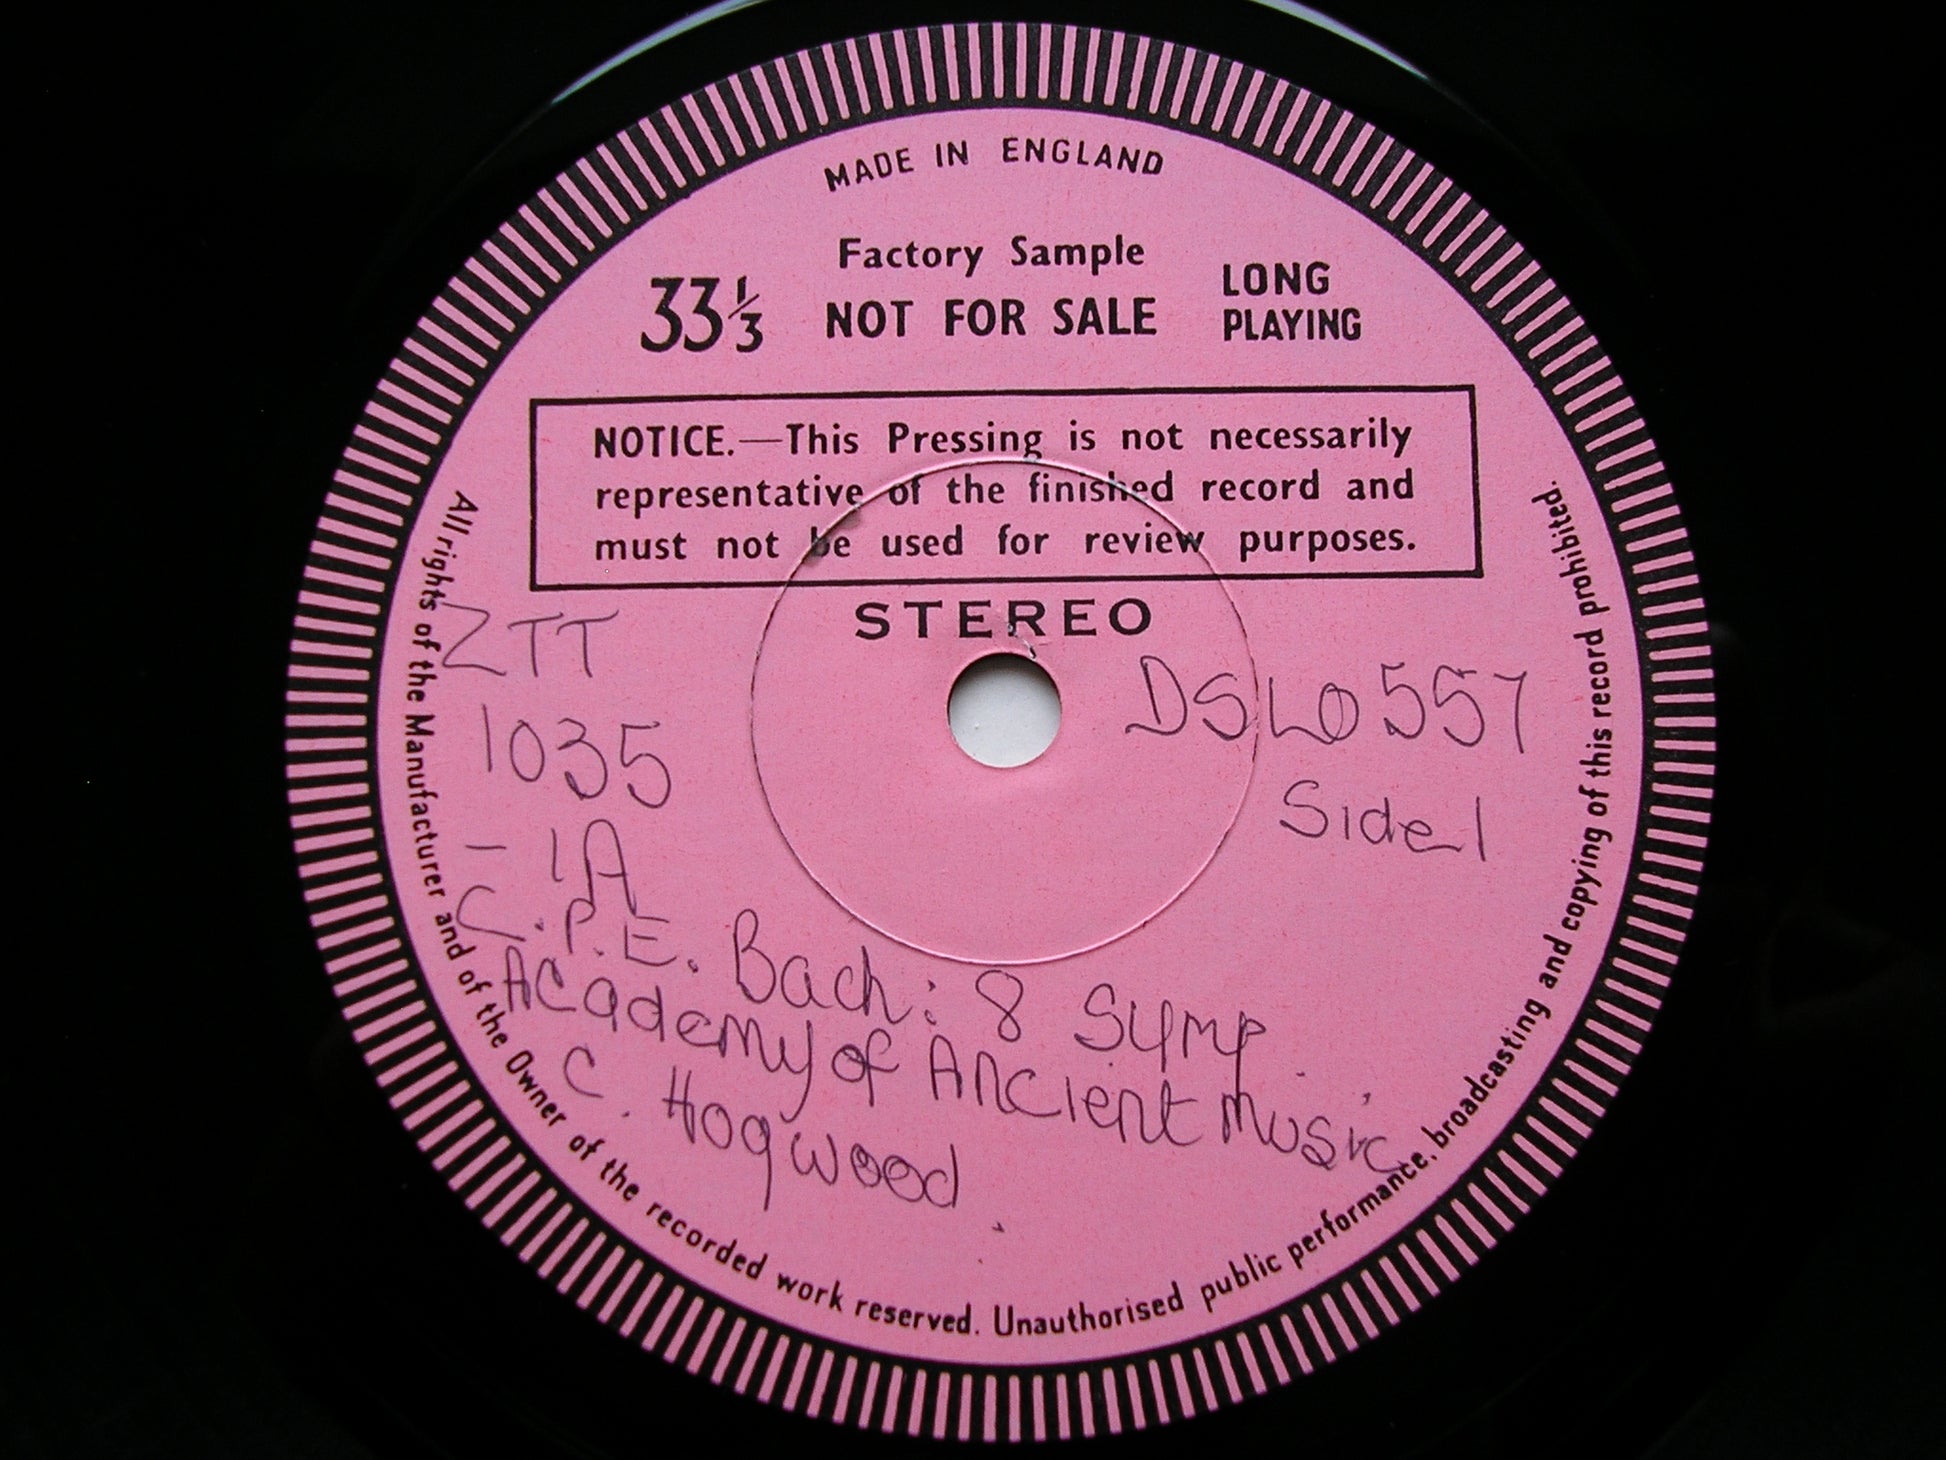 MADE IN ENGLAND
Factory Sample
33 1/3
NOT FOR SALE
LONG
PLAYING
NOTICE.—This Pressing is not necessarily
representative of the finished record and
must not be used for review purposes.
STEREO
ZTT
1035
- 1A
DSLO557
Side 1
C.P.E. Bach: 8 Symp
Academy of Ancient Music
C. Hogwood.
All rights of the Manufacturer and of the Owner of the recorded work reserved. Unauthorised public performance, broadcasting and copying of this record prohibited.